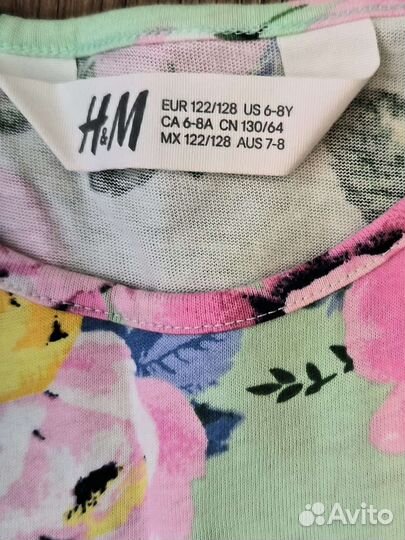 H&M
EUR 122/128 US 6-8Y
CA 6-8A CN 130/64
MX 122/128 AUS 7-8
Avito